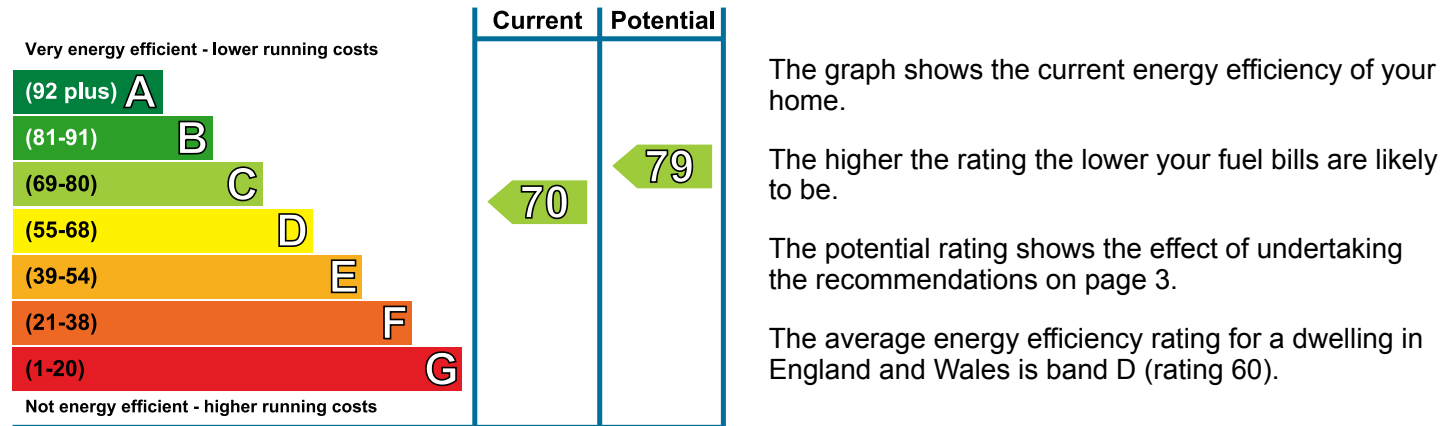 Current Potential
Very energy efficient - lower running costs
(92 plus) A
(81-91) B
(69-80) C
(55-68) D
(39-54) E
(21-38) F
(1-20) G
Not energy efficient - higher running costs
70
79
The graph shows the current energy efficiency of your
home.
The higher the rating the lower your fuel bills are likely
to be.
The potential rating shows the effect of undertaking
the recommendations on page 3.
The average energy efficiency rating for a dwelling in
England and Wales is band D (rating 60).